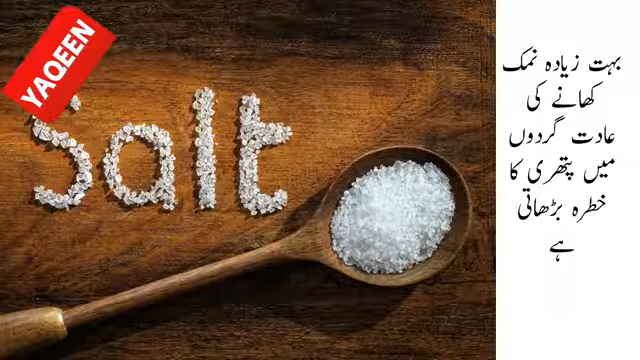 YAQEEN
Salt
بہت زیادہ نمک
کھانے کی
عادت گردوں
میں پتھری کا
خطرہ بڑھاتی
ہے